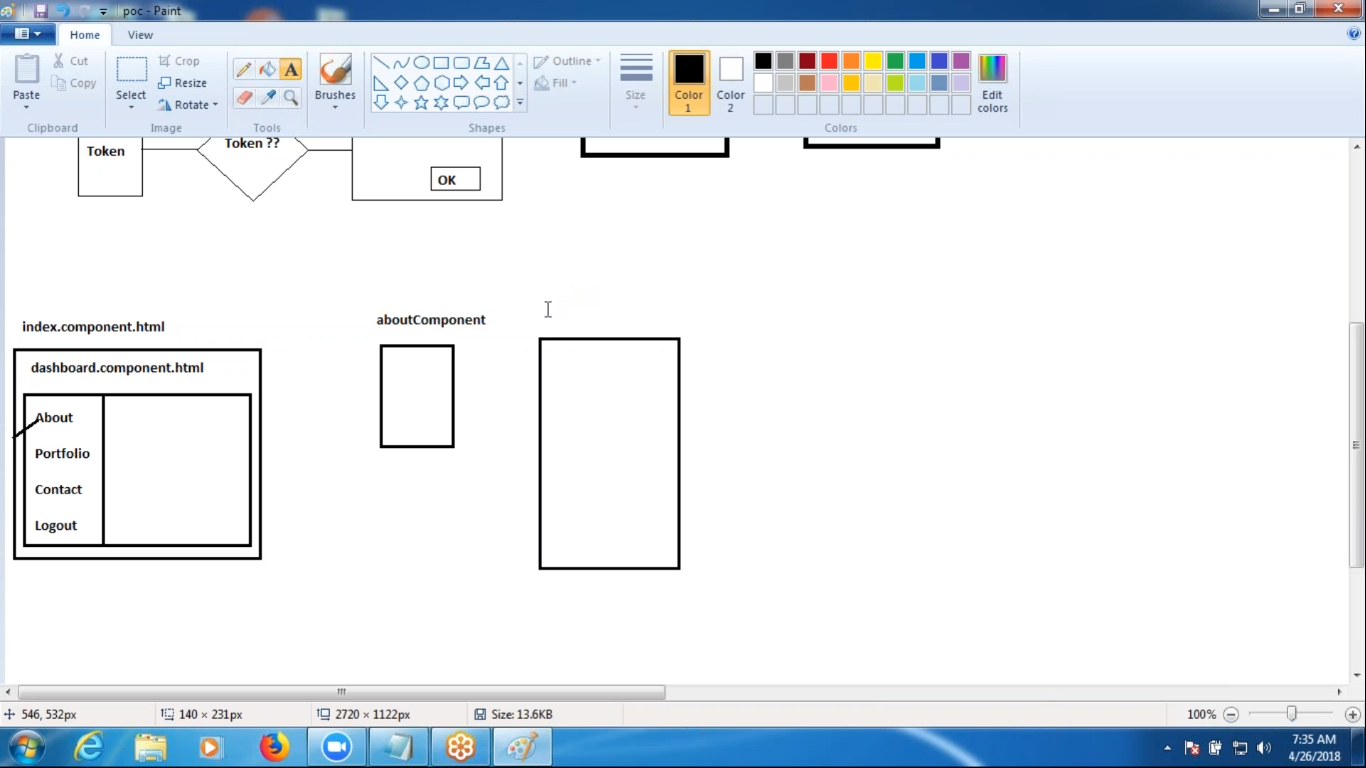 poc - Paint
Home
View
Paste
Cut
Copy
Clipboard
Select
Crop
Resize
Rotate
Image
A
Tools
Brushes
Outline
Fill
Shapes
Size
Color
1
Color
2
Edit
colors
Colors
Token
Token ??
OK
index.component.html
aboutComponent
dashboard.component.html
About
Portfolio
Contact
Logout
546, 532px
140 × 231px
2720 × 1122px
Size: 13.6KB
100%
7:35 AM
4/26/2018